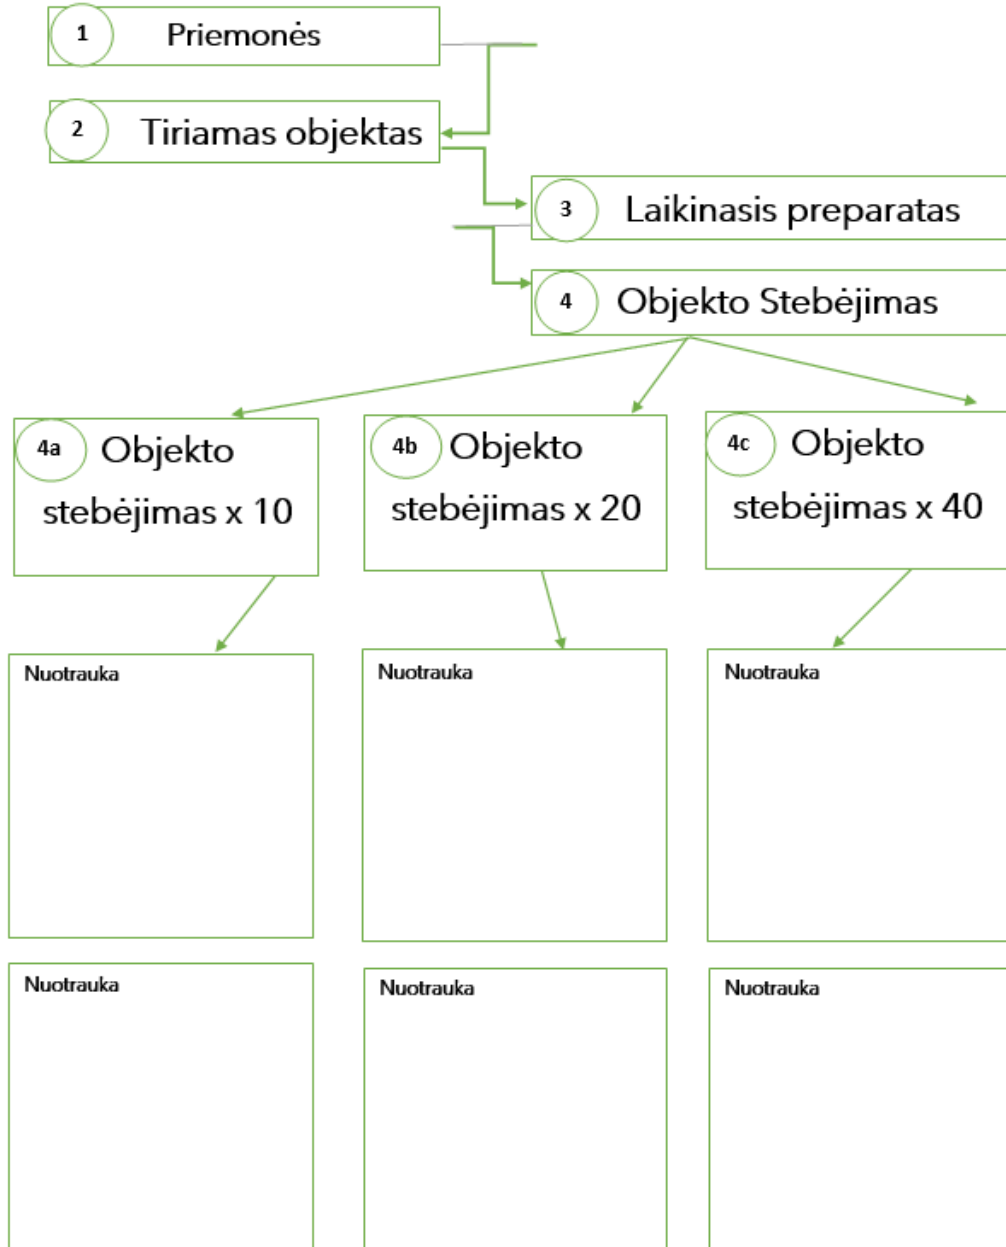 1 Priemonės
2 Tiriamas objektas
3 Laikinasis preparatas
4 Objekto Stebėjimas
4a Objekto
stebėjimas x 10
4b Objekto
stebėjimas x 20
4c Objekto
stebėjimas x 40
Nuotrauka
Nuotrauka
Nuotrauka
Nuotrauka
Nuotrauka
Nuotrauka